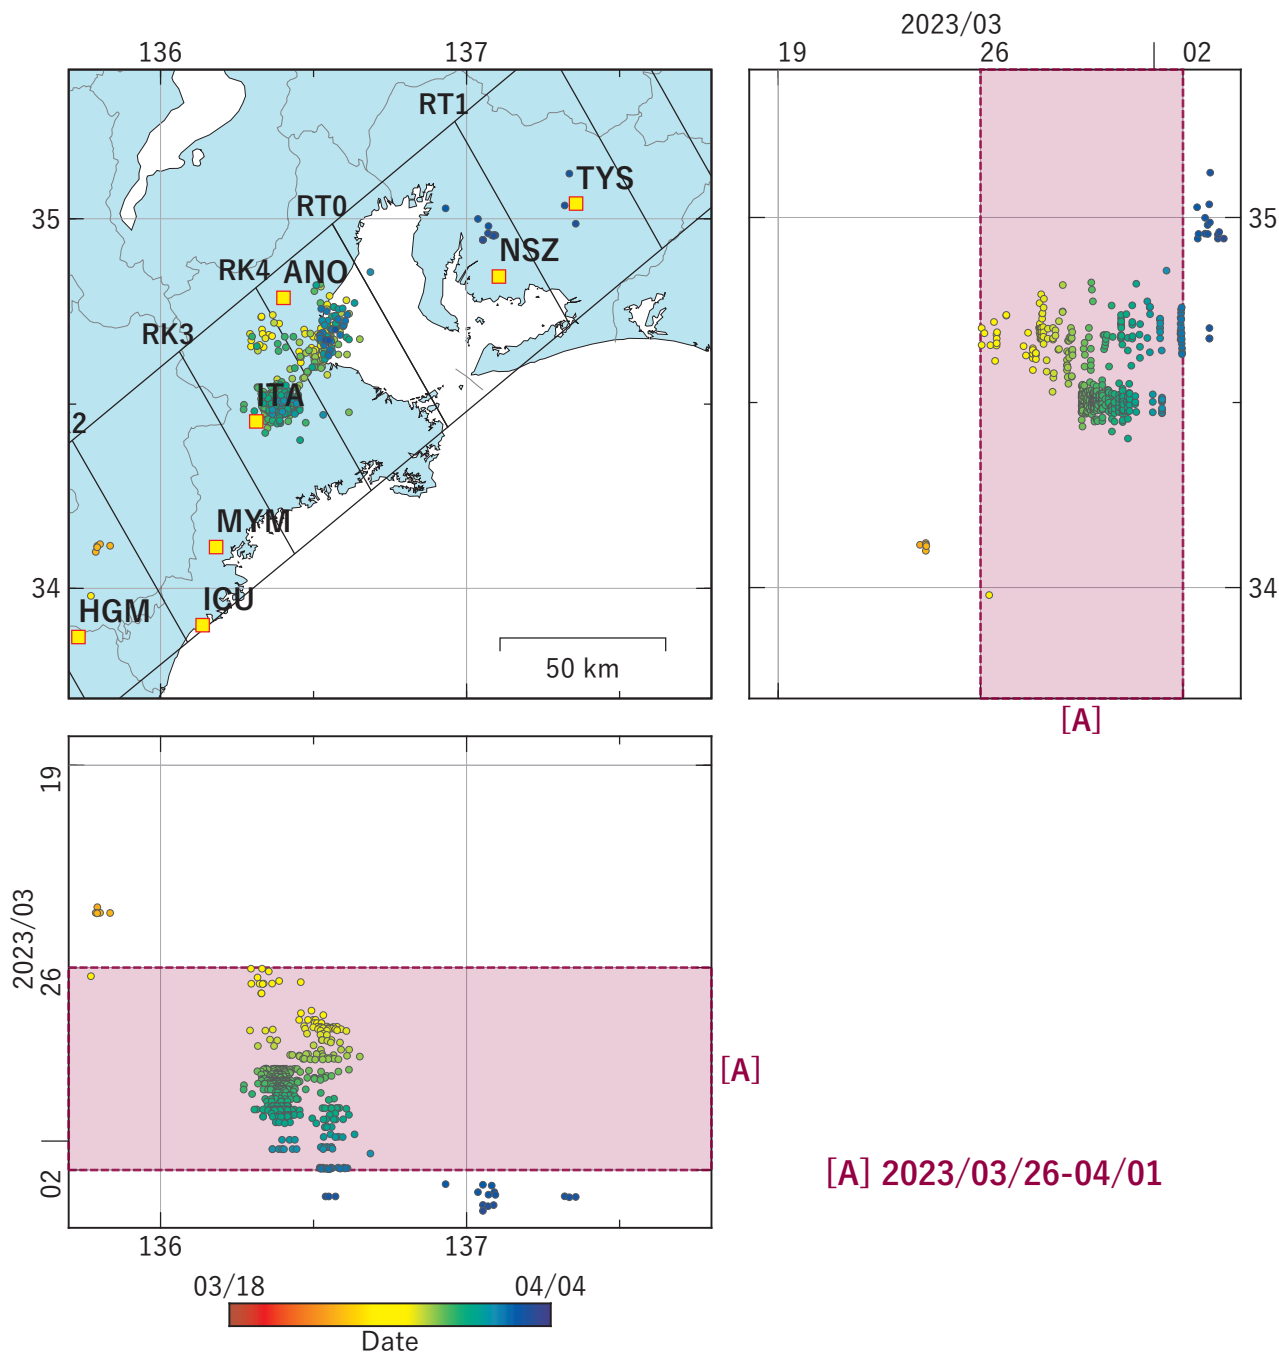 2023/03
136 137
19 26 02
RT1
TYS
RT0
35
35
NSZ
RK4 ANO
RK3
ITA
2
MYM
34
34
HGM
ICU
50 km
[A]
19
2023/03
26
[A]
02
[A] 2023/03/26-04/01
136 137
03/18 04/04
Date